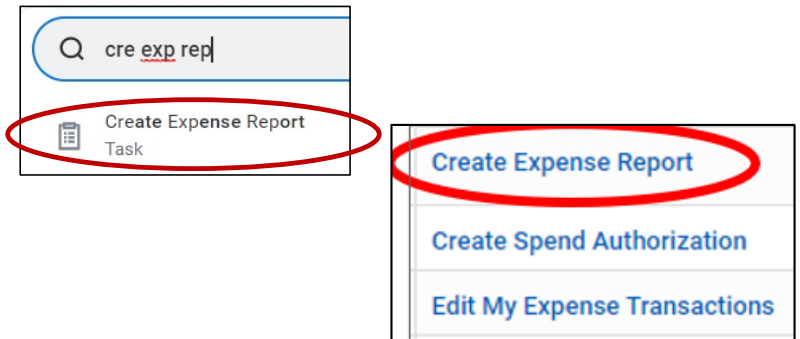 cre exp rep
Create Expense Report
Task
Create Expense Report
Create Spend Authorization
Edit My Expense Transactions